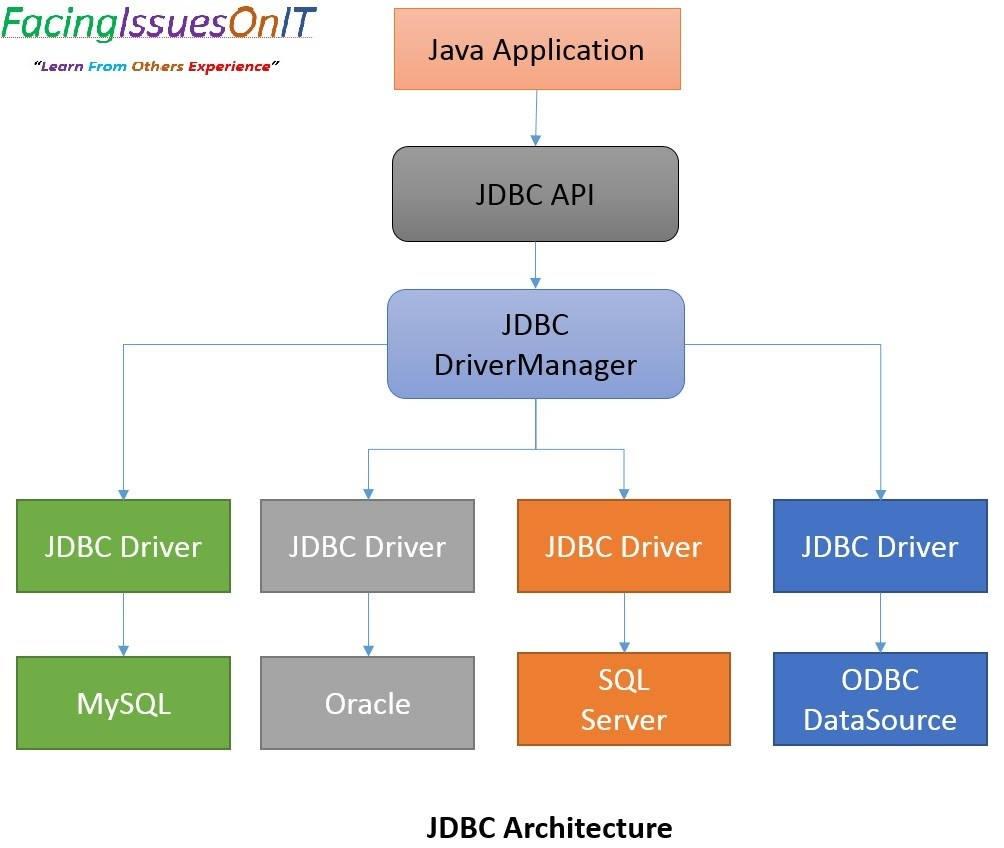 FacingIssuesOnIT
“Learn From Others Experience”
Java Application
JDBC API
JDBC
DriverManager
JDBC Driver
JDBC Driver
JDBC Driver
JDBC Driver
MySQL
Oracle
SQL
Server
ODBC
DataSource
JDBC Architecture